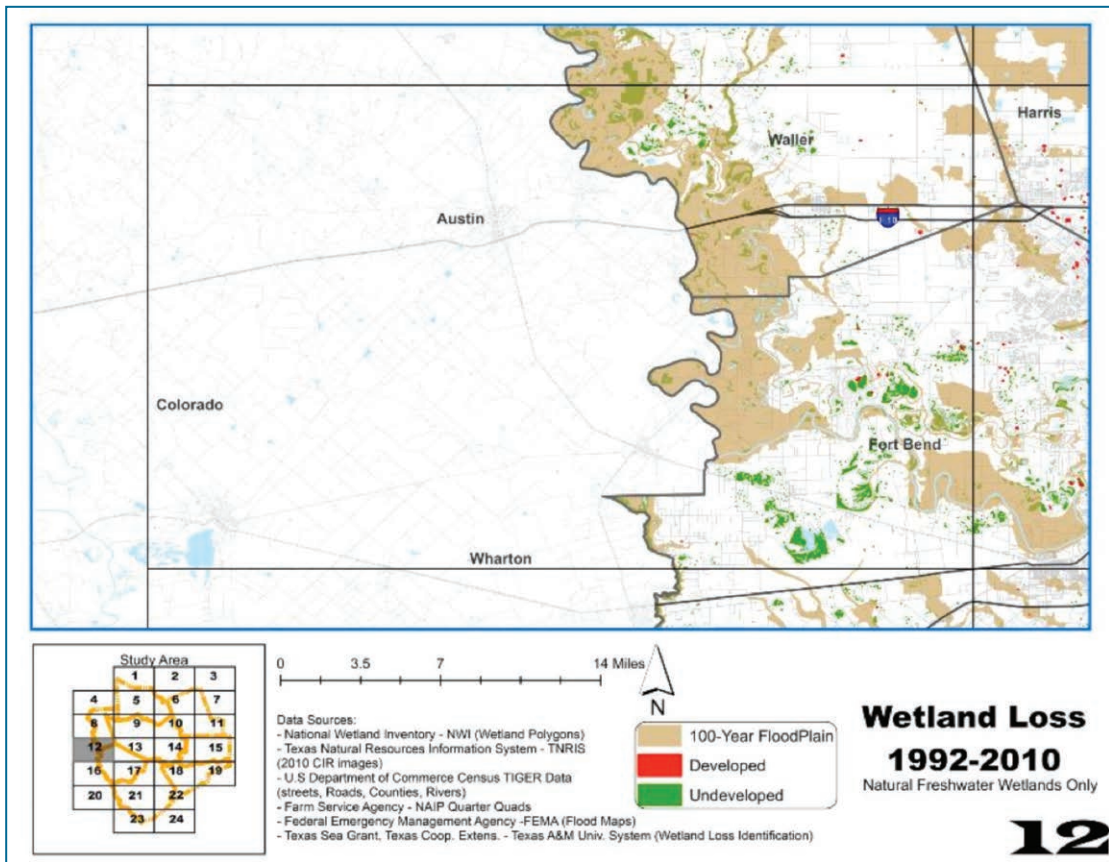 Harris
Waller
Austin
I-10
Colorado
Fort Bend
Wharton
Study Area
1 2 3
4 5 6 7
8 9 10 11
12 13 14 15
16 17 18 19
20 21 22
23 24
0 3.5 7 14 Miles
N
Data Sources:
- National Wetland Inventory - NWI (Wetland Polygons)
- Texas Natural Resources Information System - TNRIS
(2010 CIR images)
- U.S Department of Commerce Census TIGER Data
(streets, Roads, Counties, Rivers)
- Farm Service Agency - NAIP Quarter Quads
- Federal Emergency Management Agency -FEMA (Flood Maps)
- Texas Sea Grant, Texas Coop. Extens. - Texas A&M Univ. System (Wetland Loss Identification)
100-Year FloodPlain
Developed
Undeveloped
Wetland Loss
1992-2010
Natural Freshwater Wetlands Only
12